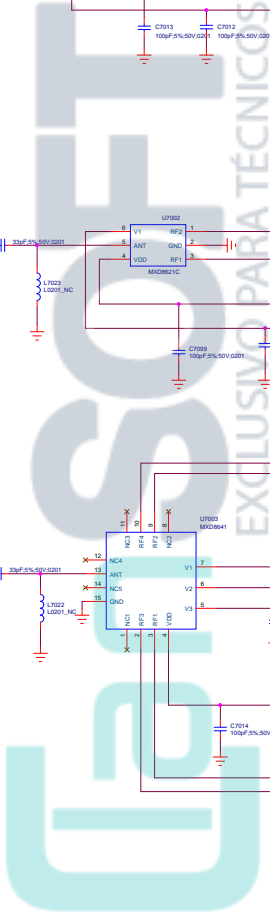 C7013
100pF;5%;50V;0201
C7012
100pF;5%;50V;020
U7002
6
V1
RF2
1
33pF;5%;50V;0201
5
ANT
GND
2
4
VDD
RF1
3
MXD8621C
L7023
L0201_NC
C7099
100pF;5%;50V;0201
EXCLUSIVO PARA TÉCNICOS
U7003
MXD8641
11
10
9
8
NC3
RF4
RF2
NC2
12
NC4
V1
7
33pF;5%;50V;0201
13
ANT
14
NC5
V2
6
15
GND
V3
5
NC1
RF3
RF1
VDD
1
2
3
4
L7022
L0201_NC
C7014
100pF;5%;50V